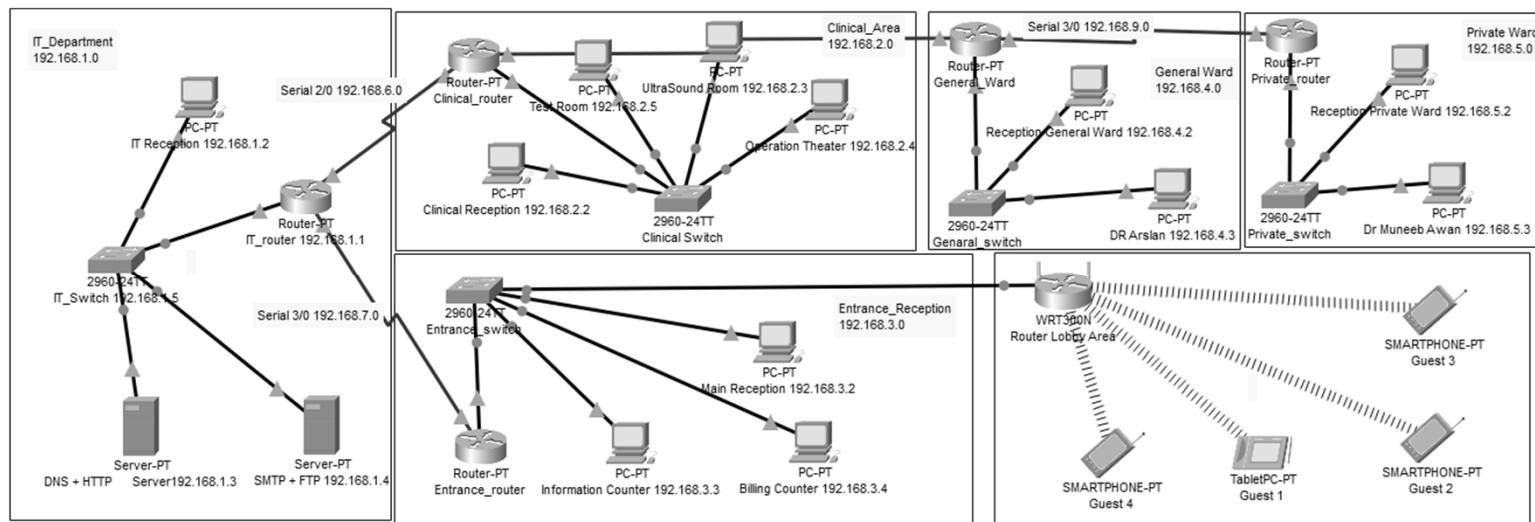 IT_Department
192.168.1.0
PC-PT
IT Reception 192.168.1.2
Router-PT
IT_router 192.168.1.1
2960-24TT
IT_Switch 192.168.1.5
Server-PT
DNS + HTTP Server192.168.1.3
Server-PT
SMTP + FTP 192.168.1.4
Serial 2/0 192.168.6.0
Serial 3/0 192.168.7.0
Clinical_Area
192.168.2.0
Router-PT
Clinical_router
PC-PT
Test Room 192.168.2.5
PC-PT
UltraSound Room 192.168.2.3
PC-PT
Operation Theater 192.168.2.4
PC-PT
Clinical Reception 192.168.2.2
2960-24TT
Clinical Switch
Serial 3/0 192.168.9.0
Router-PT
General_Ward
General Ward
192.168.4.0
PC-PT
Reception General Ward 192.168.4.2
2960-24TT
Genaral_switch
PC-PT
DR Arslan 192.168.4.3
Private Ward
192.168.5.0
Router-PT
Private_router
PC-PT
Reception Private Ward 192.168.5.2
2960-24TT
Private_switch
PC-PT
Dr Muneeb Awan 192.168.5.3
2960-24TT
Entrance_switch
Entrance_Reception
192.168.3.0
PC-PT
Main Reception 192.168.3.2
Router-PT
Entrance_router
PC-PT
Information Counter 192.168.3.3
PC-PT
Billing Counter 192.168.3.4
WRT300N
Router Lobby Area
SMARTPHONE-PT
Guest 3
SMARTPHONE-PT
Guest 4
TabletPC-PT
Guest 1
SMARTPHONE-PT
Guest 2